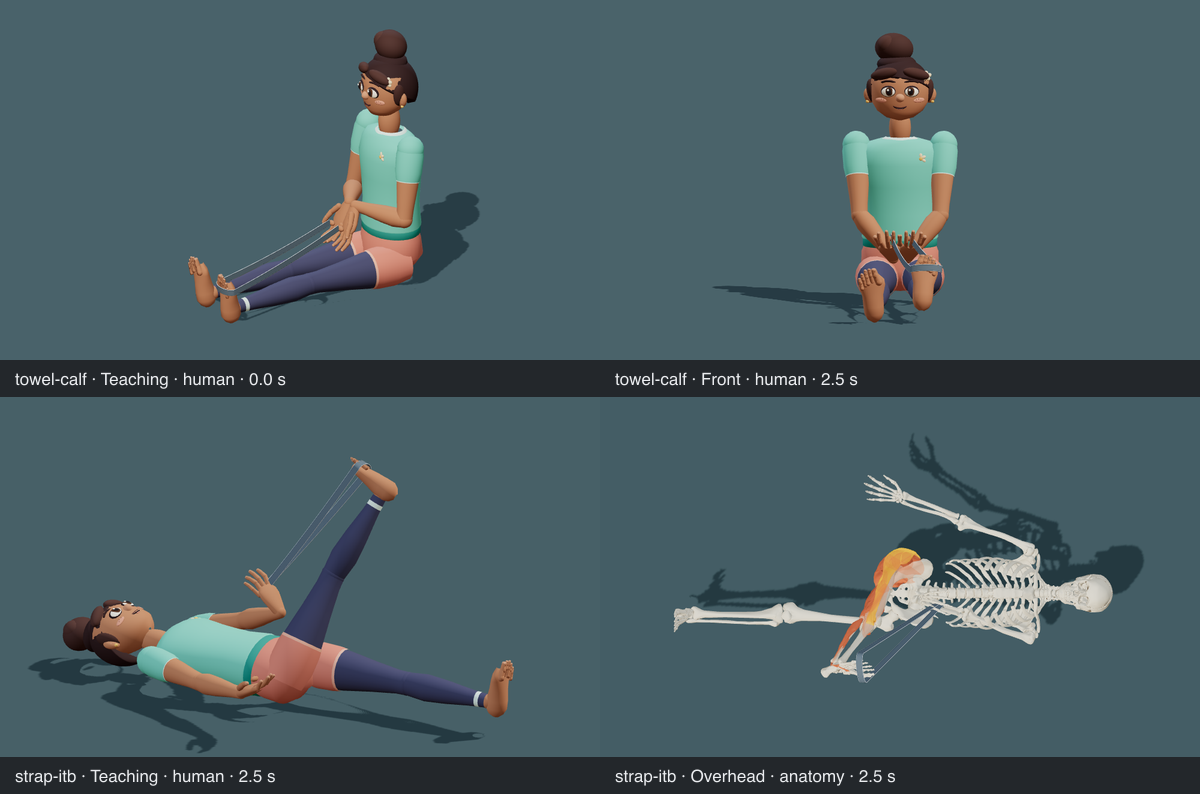 towel-calf · Teaching · human · 0.0 s
towel-calf · Front · human · 2.5 s
strap-itb · Teaching · human · 2.5 s
strap-itb · Overhead · anatomy · 2.5 s